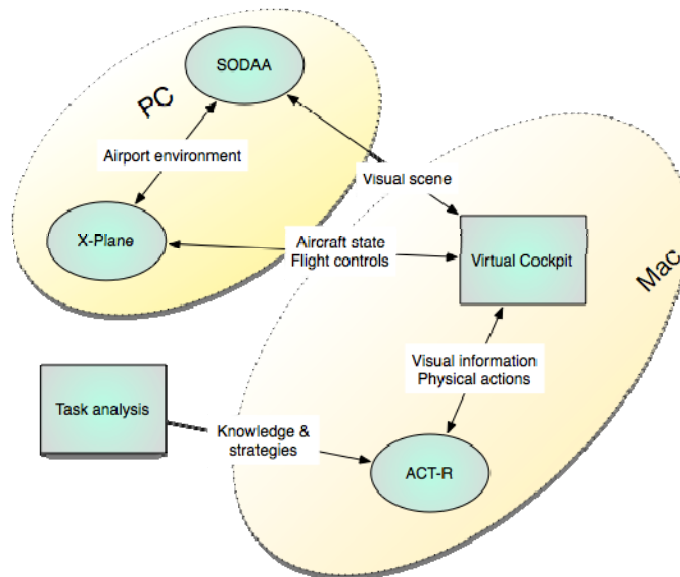 SODAA
PC
Airport environment
Visual scene
X-Plane
Aircraft state
Flight controls
Virtual Cockpit
Mac
Visual information
Physical actions
Task analysis
Knowledge &
strategies
ACT-R